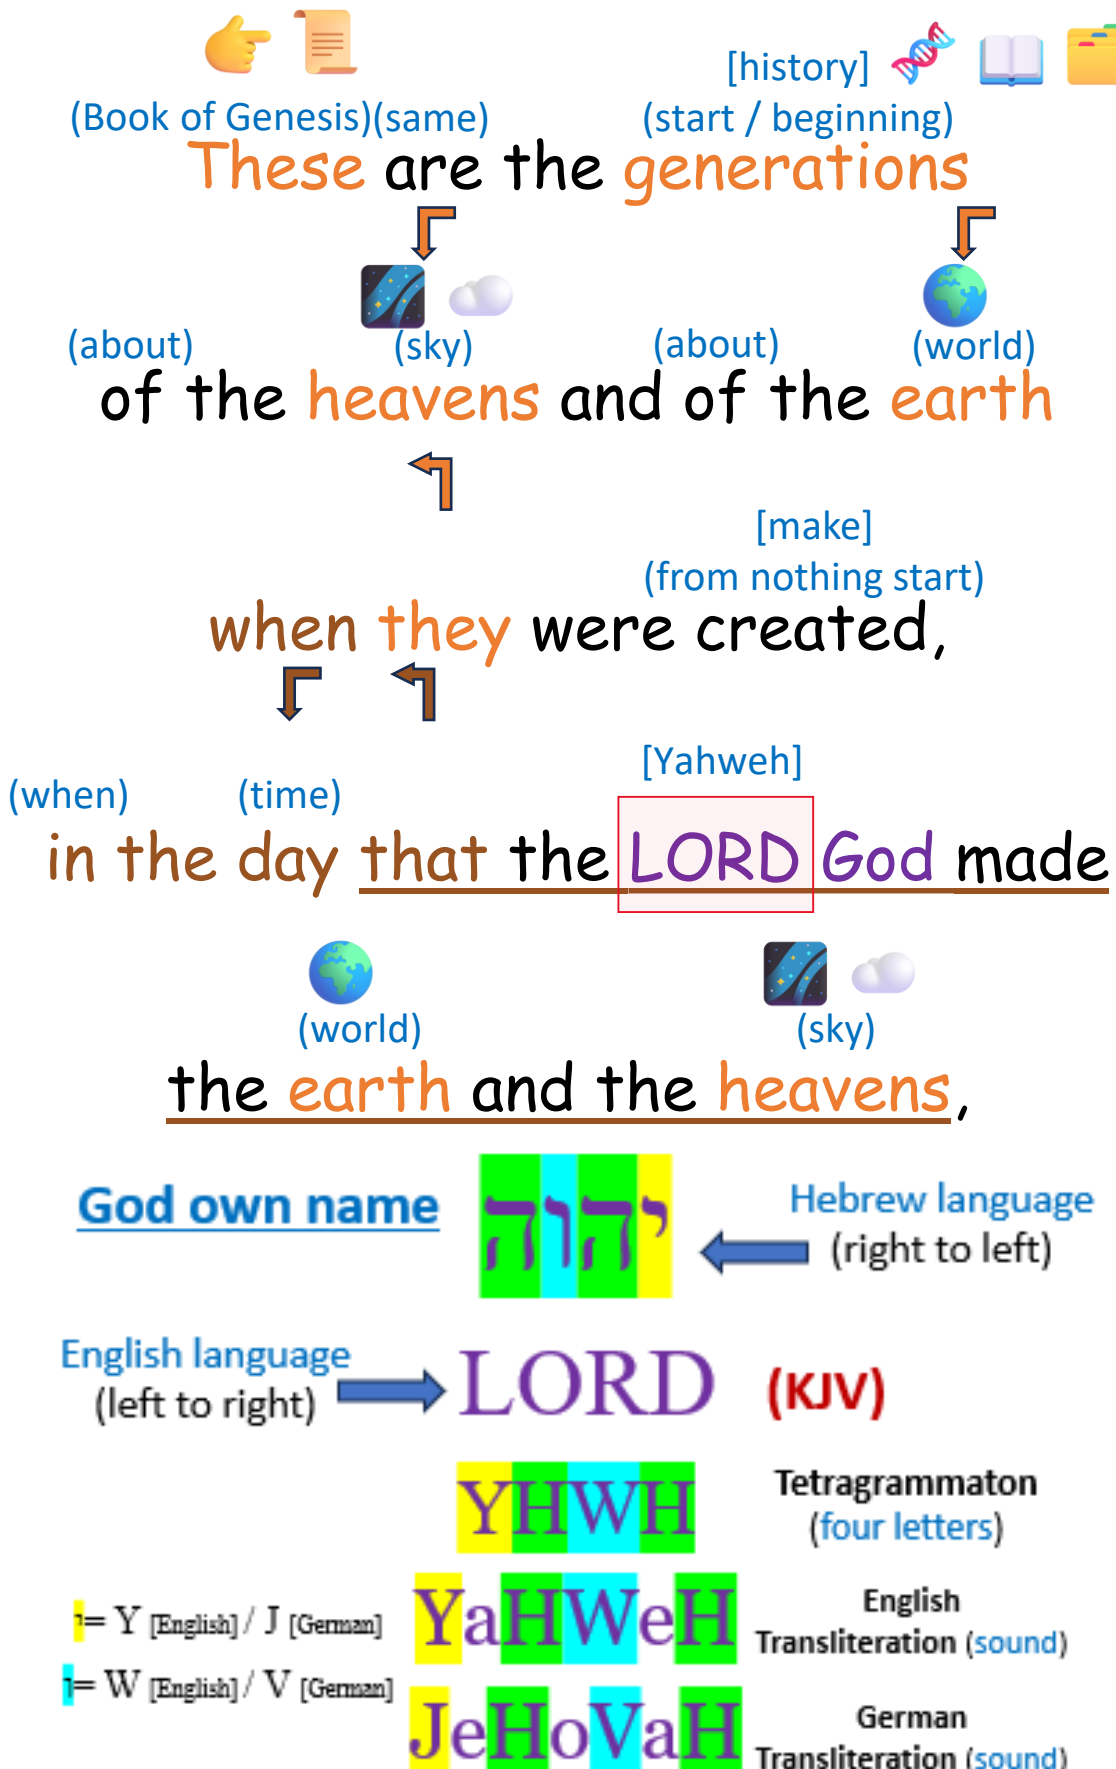 [history]
(Book of Genesis)(same) (start / beginning)
These are the generations
(about) (sky) (about) (world)
of the heavens and of the earth
[make]
(from nothing start)
when they were created,
[Yahweh]
(when) (time)
in the day that the LORD God made
(world) (sky)
the earth and the heavens,
God own name יהוה Hebrew language
(right to left)
English language
(left to right) LORD (KJV)
YHWH Tetragrammaton
(four letters)
י= Y [English] / J [German] YaHWeH English
Transliteration (sound)
ו= W [English] / V [German]
JeHoVaH German
Transliteration (sound)